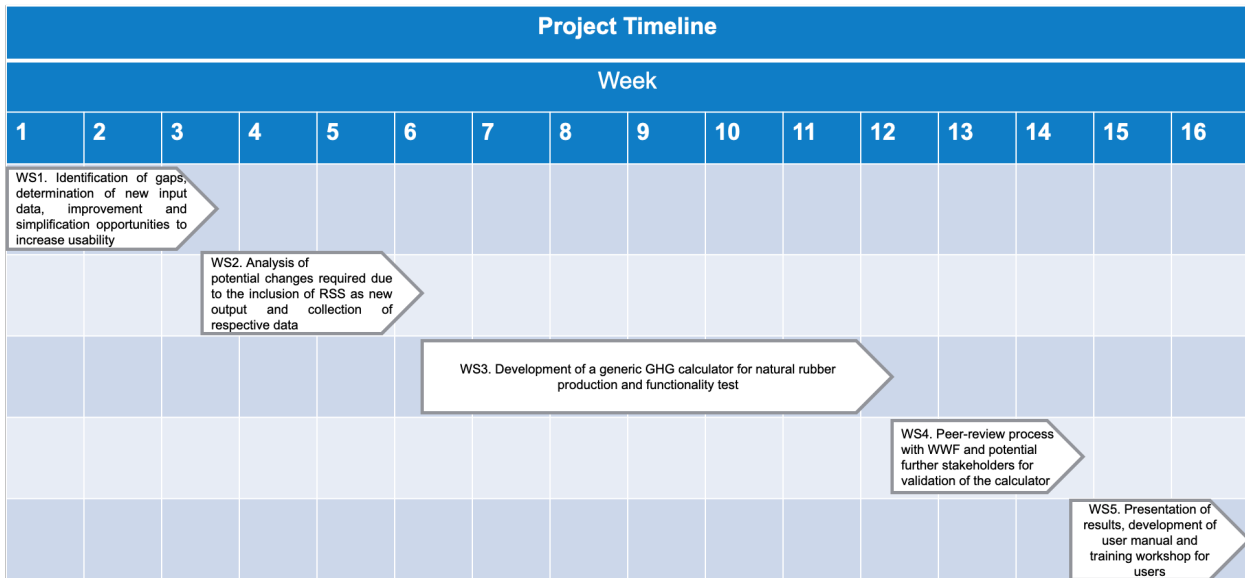 Project Timeline
Week
1 2 3 4 5 6 7 8 9 10 11 12 13 14 15 16
WS1. Identification of gaps,
determination of new input
data, improvement and
simplification opportunities to
increase usability
WS2. Analysis of
potential changes required due
to the inclusion of RSS as new
output and collection of
respective data
WS3. Development of a generic GHG calculator for natural rubber
production and functionality test
WS4. Peer-review process
with WWF and potential
further stakeholders for
validation of the calculator
WS5. Presentation of
results, development of
user manual and
training workshop for
users